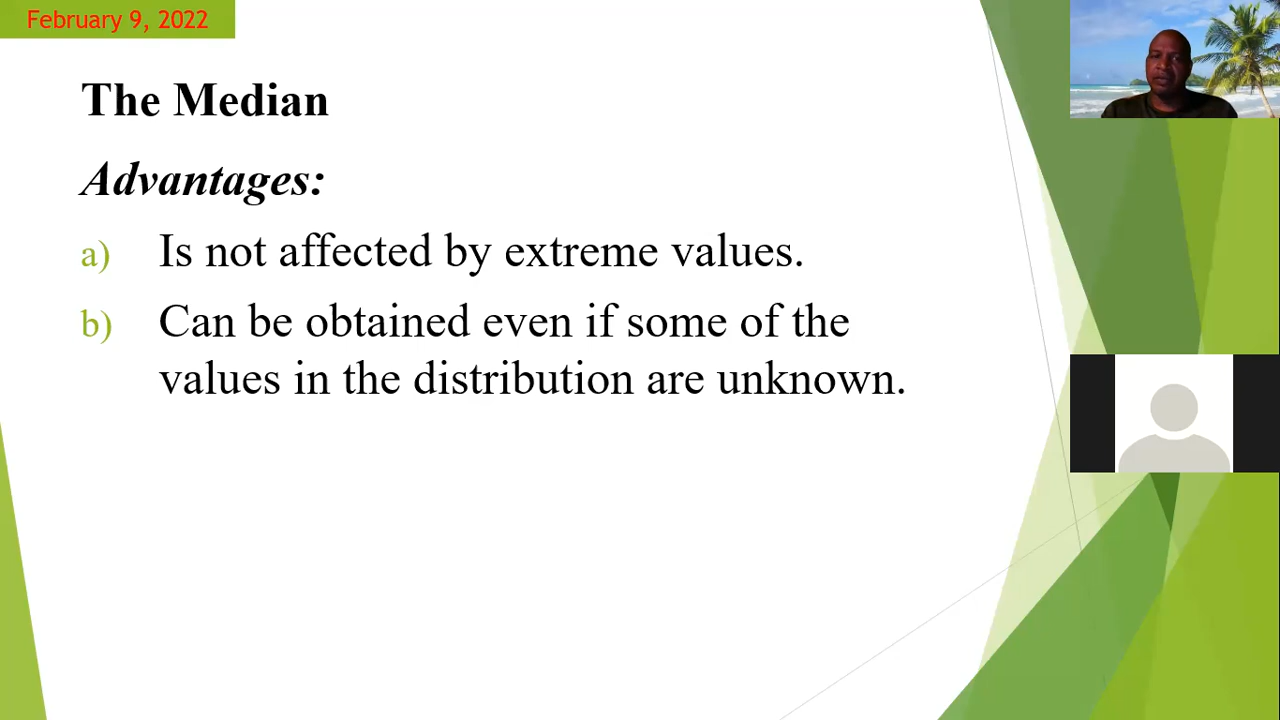 February 9, 2022
The Median
Advantages:
a) Is not affected by extreme values.
b) Can be obtained even if some of the
values in the distribution are unknown.